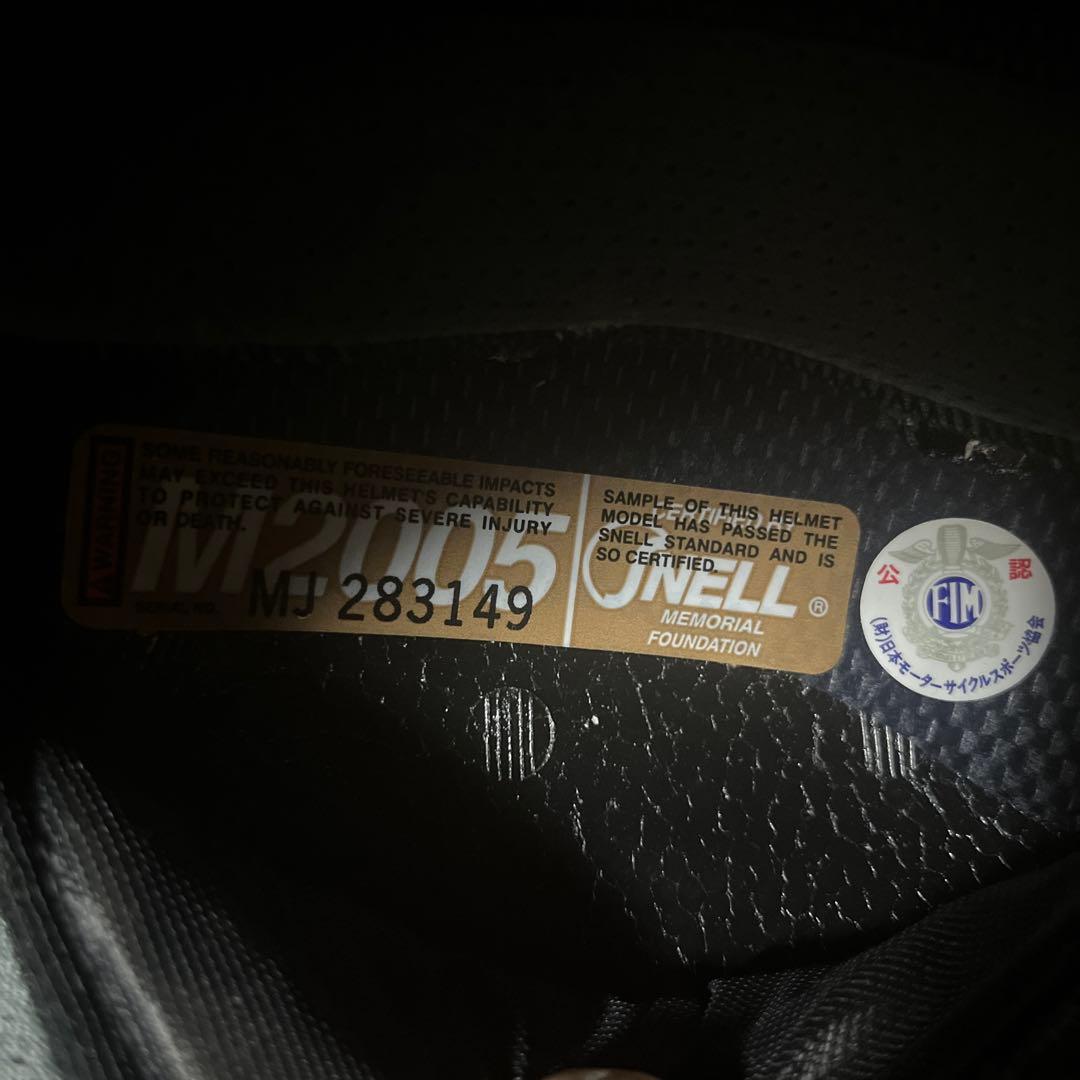 WARNING
SOME REASONABLY FORESEEABLE IMPACTS
MAY EXCEED THIS HELMET'S CAPABILITY
TO PROTECT AGAINST SEVERE INJURY
OR DEATH.
M2005
SERIAL NO. MJ 283149
SAMPLE OF THIS HELMET
MODEL HAS PASSED THE
SNELL STANDARD AND IS
SO CERTIFIED.
CERTIFIED BY
SNELL®
MEMORIAL
FOUNDATION
公認
FIM
(財)日本モーターサイクルスポーツ協会